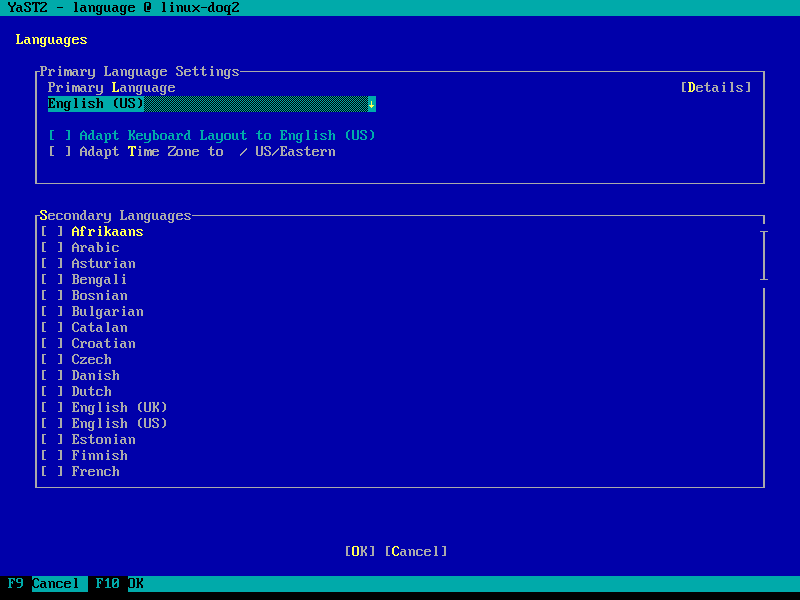 YaST2 - language @ linux-doq2
Languages
Primary Language Settings
Primary Language [Details]
English (US) ↓
[ ] Adapt Keyboard Layout to English (US)
[ ] Adapt Time Zone to  / US/Eastern
Secondary Languages
[ ] Afrikaans
[ ] Arabic
[ ] Asturian
[ ] Bengali
[ ] Bosnian
[ ] Bulgarian
[ ] Catalan
[ ] Croatian
[ ] Czech
[ ] Danish
[ ] Dutch
[ ] English (UK)
[ ] English (US)
[ ] Estonian
[ ] Finnish
[ ] French
[OK] [Cancel]
F9 Cancel F10 OK